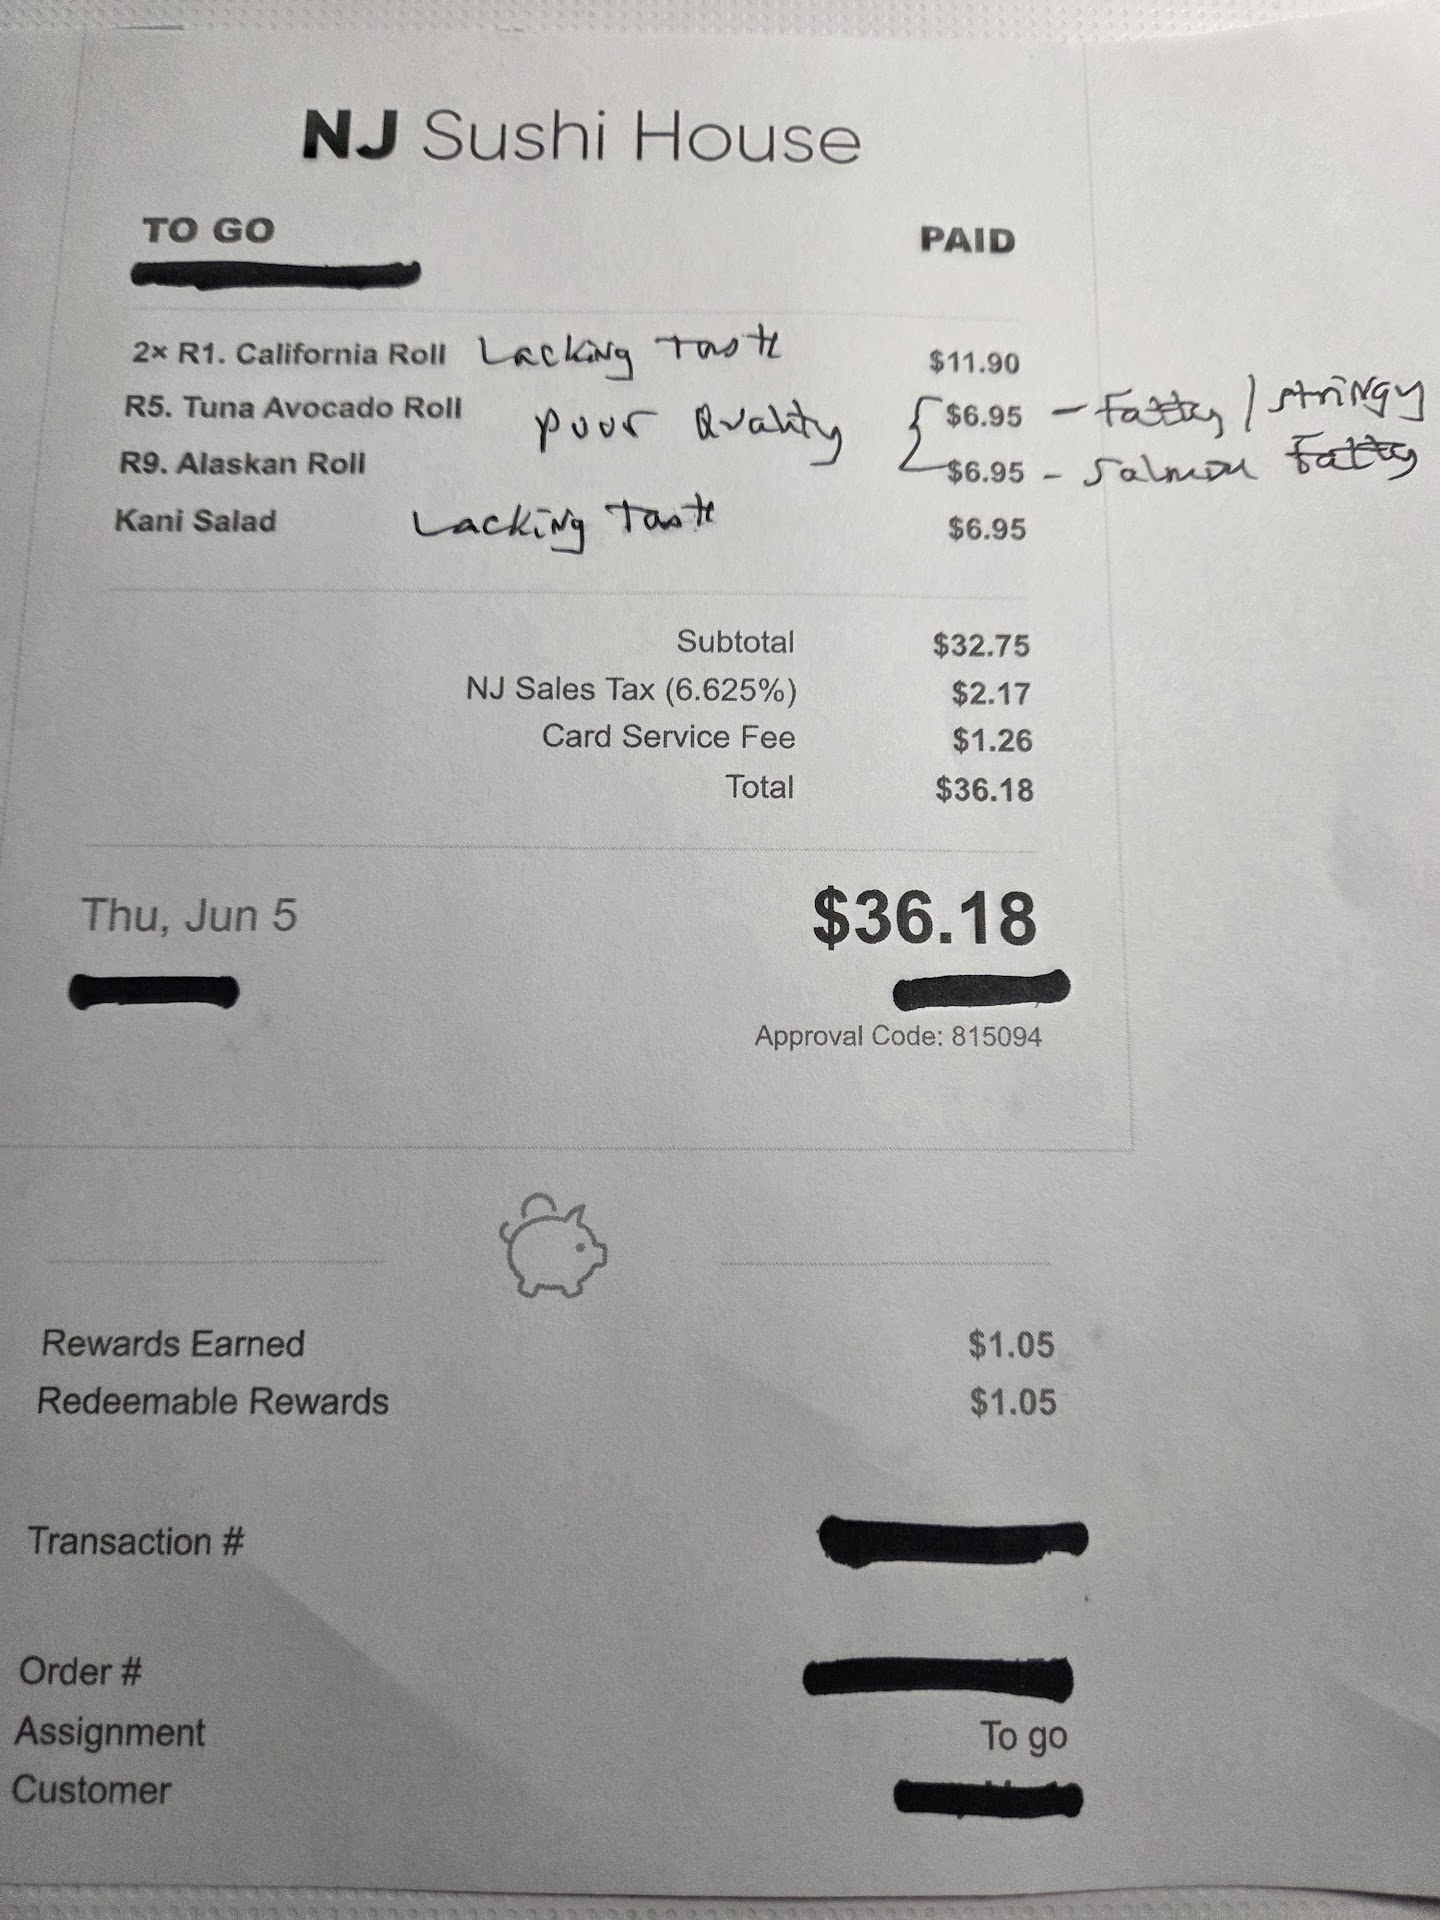 NJ Sushi House
TO GO PAID
2x R1. California Roll Lacking Taste $11.90
R5. Tuna Avocado Roll Poor Quality $6.95 - Fatty / stringy
R9. Alaskan Roll $6.95 - Salmon Fatty
Kani Salad Lacking Taste $6.95
Subtotal $32.75
NJ Sales Tax (6.625%) $2.17
Card Service Fee $1.26
Total $36.18
Thu, Jun 5 $36.18
Approval Code: 815094
Rewards Earned $1.05
Redeemable Rewards $1.05
Transaction #
Order #
Assignment To go
Customer